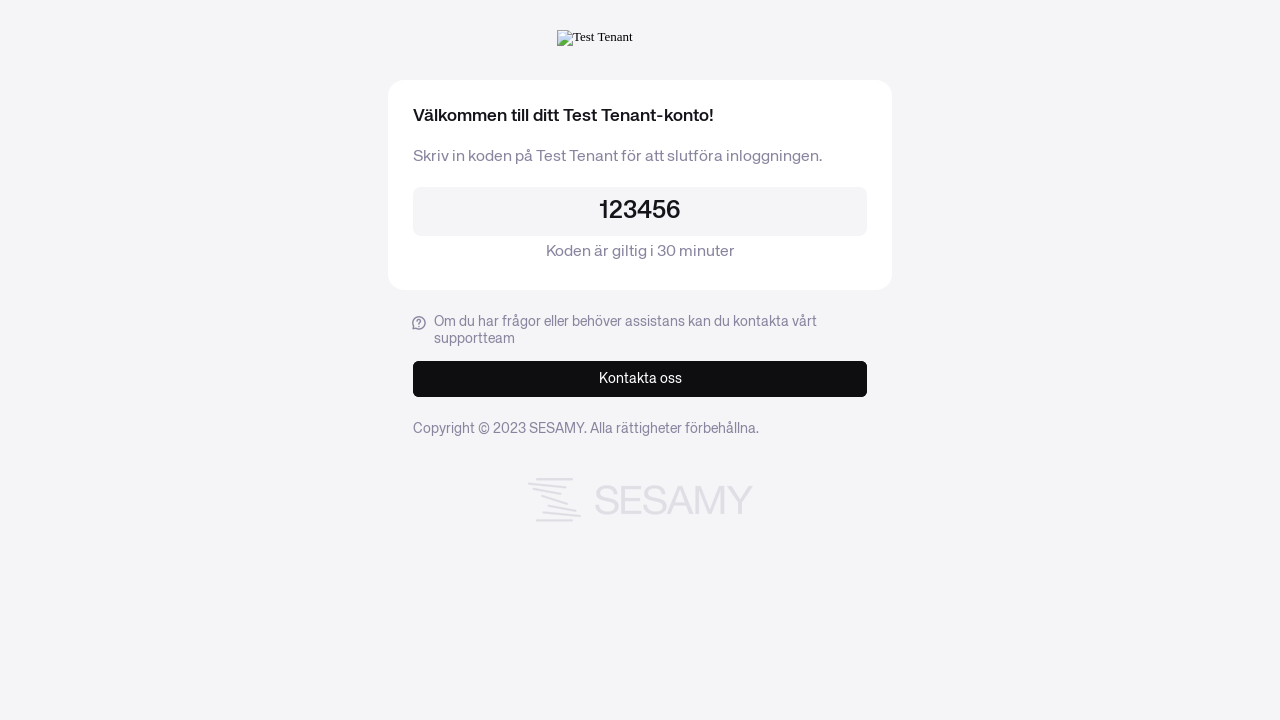 Test Tenant
Välkommen till ditt Test Tenant-konto!
Skriv in koden på Test Tenant för att slutföra inloggningen.
123456
Koden är giltig i 30 minuter
Om du har frågor eller behöver assistans kan du kontakta vårt
supportteam
Kontakta oss
Copyright © 2023 SESAMY. Alla rättigheter förbehållna.
SESAMY